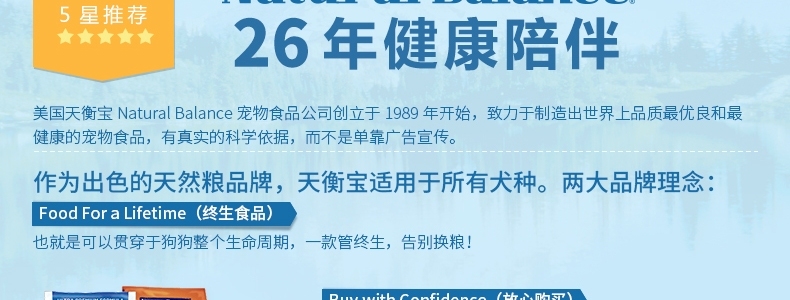 5 星推荐
Natural Balance®
26年健康陪伴
美国天衡宝 Natural Balance 宠物食品公司创立于 1989 年开始，致力于制造出世界上品质最优良和最
健康的宠物食品，有真实的科学依据，而不是单靠广告宣传。
作为出色的天然粮品牌，天衡宝适用于所有犬种。两大品牌理念：
Food For a Lifetime（终生食品）
也就是可以贯穿于狗狗整个生命周期，一款管终生，告别换粮！
Buy with Confidence（放心购买）